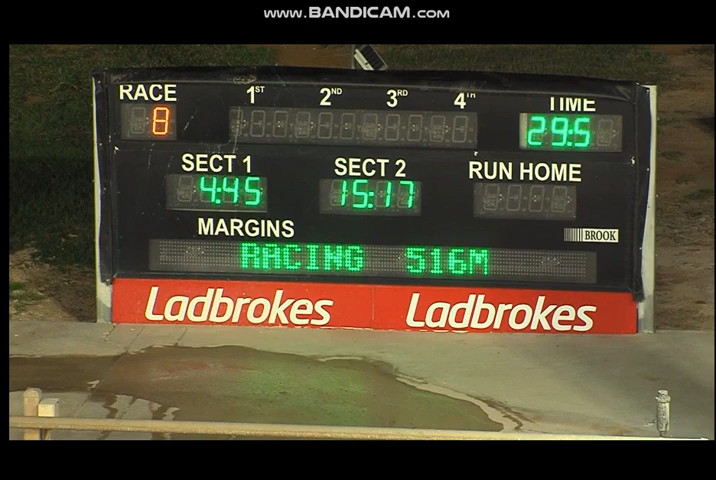 www.BANDICAM.com
RACE 1ST 2ND 3RD 4TH TIME
8 29:5
SECT 1 SECT 2 RUN HOME
4:45 15:17
MARGINS
BROOK
RACING 516M
Ladbrokes Ladbrokes